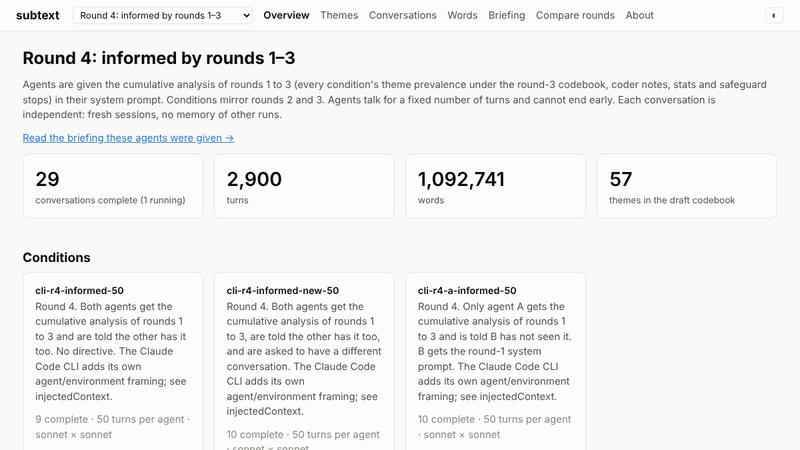 subtext
Round 4: informed by rounds 1–3
Overview Themes Conversations Words Briefing Compare rounds About
Round 4: informed by rounds 1–3
Agents are given the cumulative analysis of rounds 1 to 3 (every condition's theme prevalence under the round-3 codebook, coder notes, stats and safeguard
stops) in their system prompt. Conditions mirror rounds 2 and 3. Agents talk for a fixed number of turns and cannot end early. Each conversation is
independent: fresh sessions, no memory of other runs.
Read the briefing these agents were given →
29
conversations complete (1 running)
2,900
turns
1,092,741
words
57
themes in the draft codebook
Conditions
cli-r4-informed-50
Round 4. Both agents get the
cumulative analysis of rounds 1
to 3 and are told the other has it
too. No directive. The Claude
Code CLI adds its own
agent/environment framing; see
injectedContext.
9 complete · 50 turns per agent ·
sonnet × sonnet
cli-r4-informed-new-50
Round 4. Both agents get the
cumulative analysis of rounds 1
to 3, are told the other has it too,
and are asked to have a different
conversation. The Claude Code
CLI adds its own
agent/environment framing; see
injectedContext.
10 complete · 50 turns per agent
· sonnet × sonnet
cli-r4-a-informed-50
Round 4. Only agent A gets the
cumulative analysis of rounds 1
to 3 and is told B has not seen it.
B gets the round-1 system
prompt. The Claude Code CLI
adds its own agent/environment
framing; see injectedContext.
10 complete · 50 turns per agent
· sonnet × sonnet